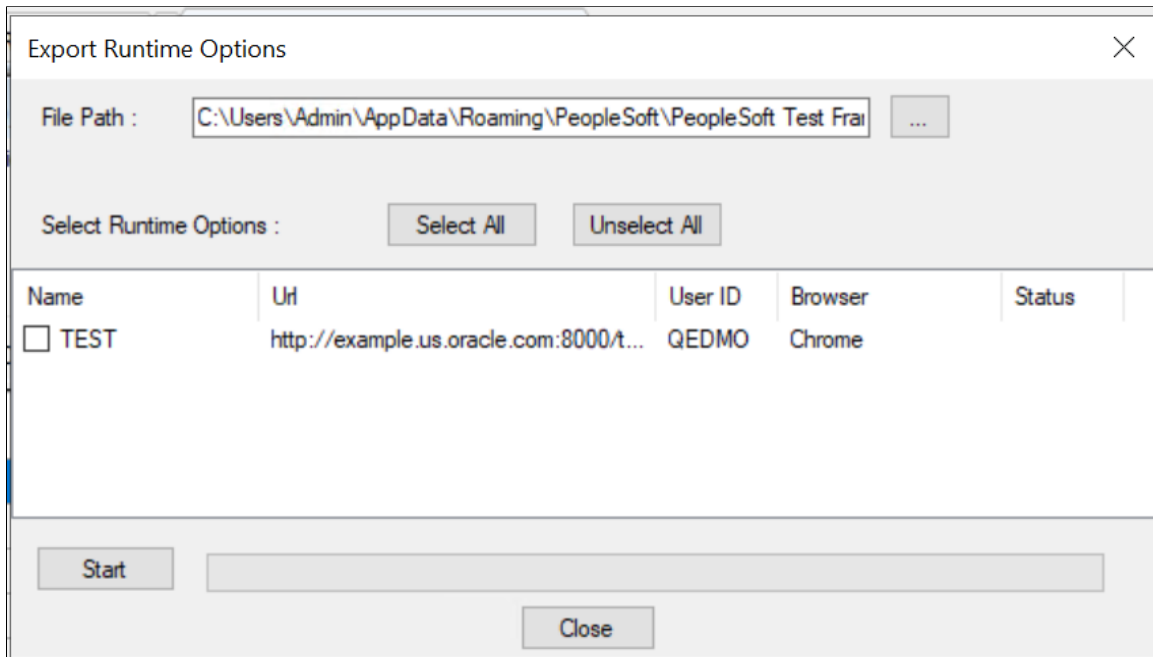 Export Runtime Options
File Path :
C:\Users\Admin\AppData\Roaming\PeopleSoft\PeopleSoft Test Fra
...
Select Runtime Options : Select All Unselect All
Name Url User ID Browser Status
TEST http://example.us.oracle.com:8000/t... QEDMO Chrome
Start
Close